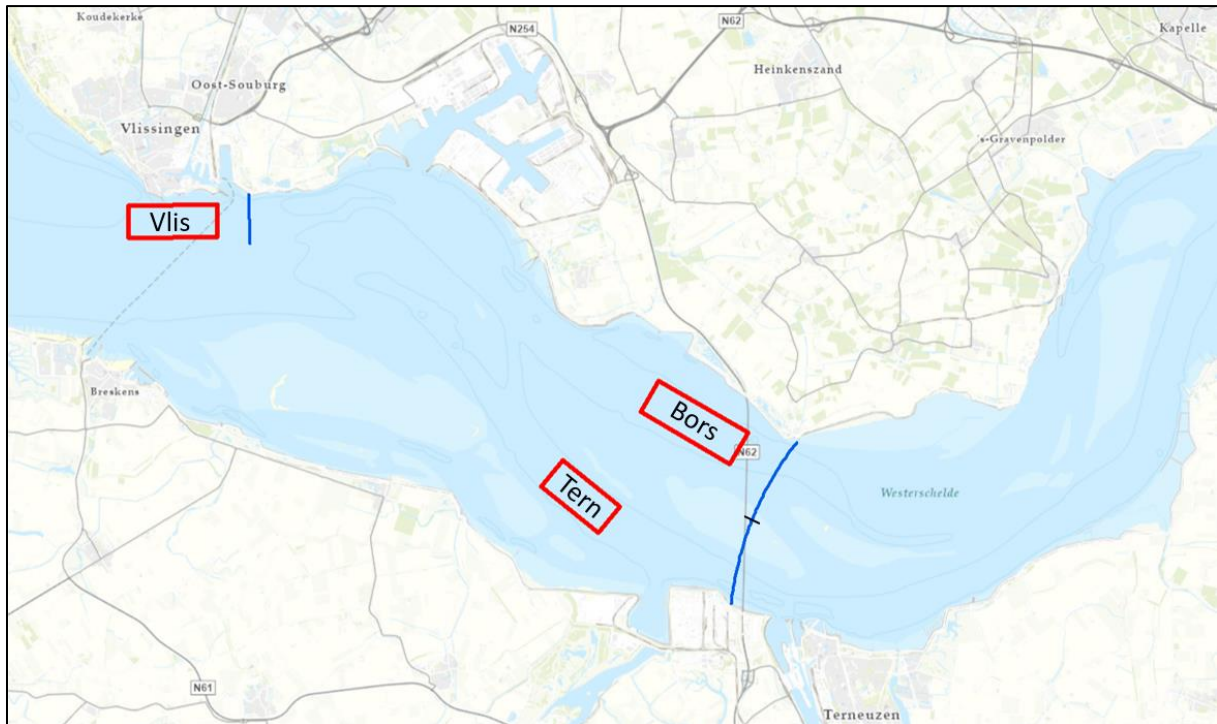 Koudekerke
N254
N62
Kapelle
Oost-Souburg
Heinkenszand
Vlissingen
's-Gravenpolder
Vlis
Breskens
Bors
N62
Tern
Westerschelde
N61
Terneuzen